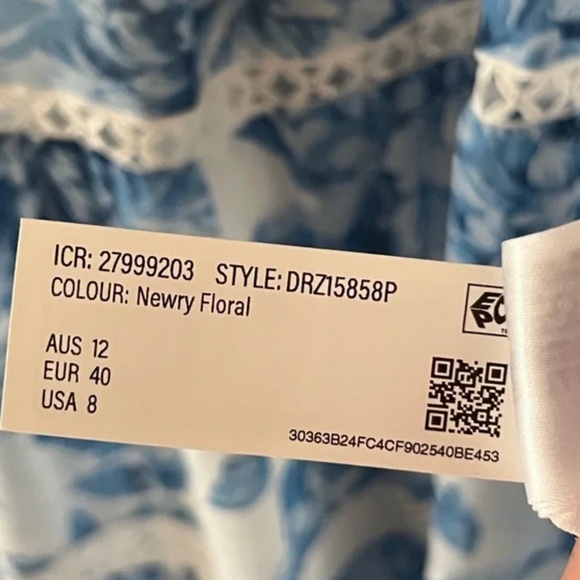 ICR: 27999203 STYLE: DRZ15858P
COLOUR: Newry Floral
AUS 12
EUR 40
USA 8
30363B24FC4CF902540BE453